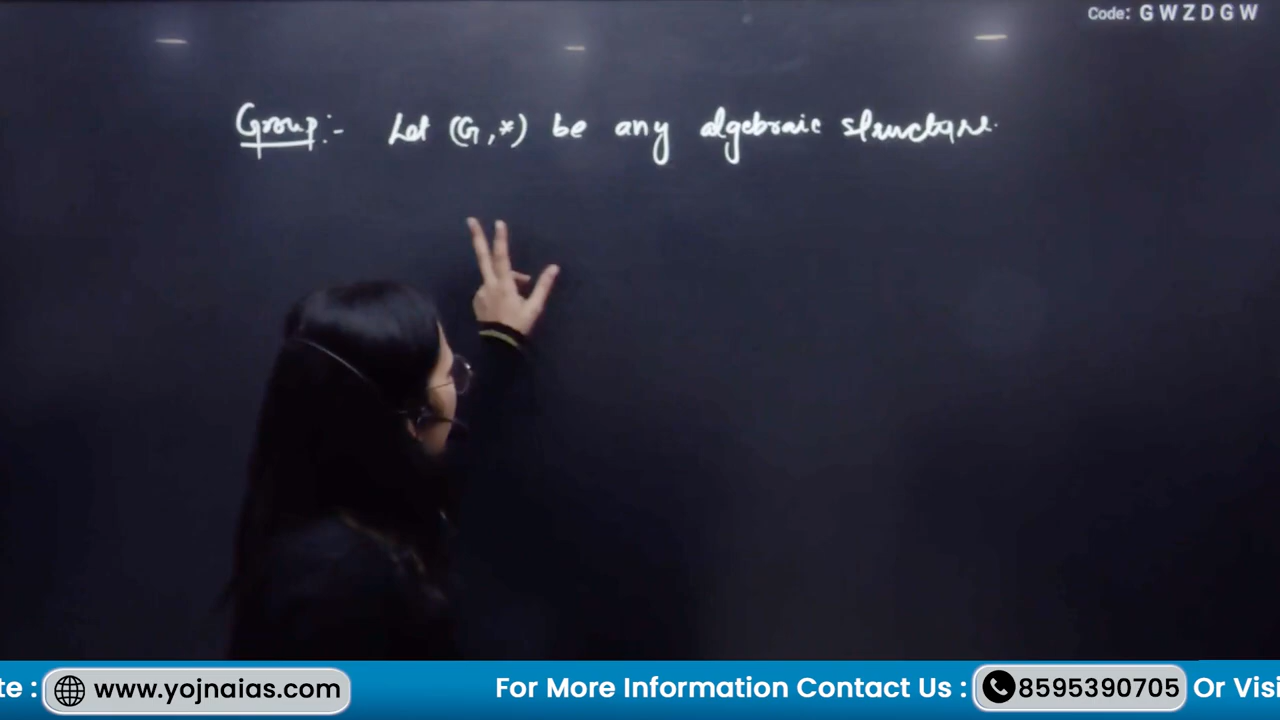 Code: GWZDGW
Group:- Let (G,*) be any algebraic structure.
te : www.yojnaias.com For More Information Contact Us : 8595390705 Or Visi